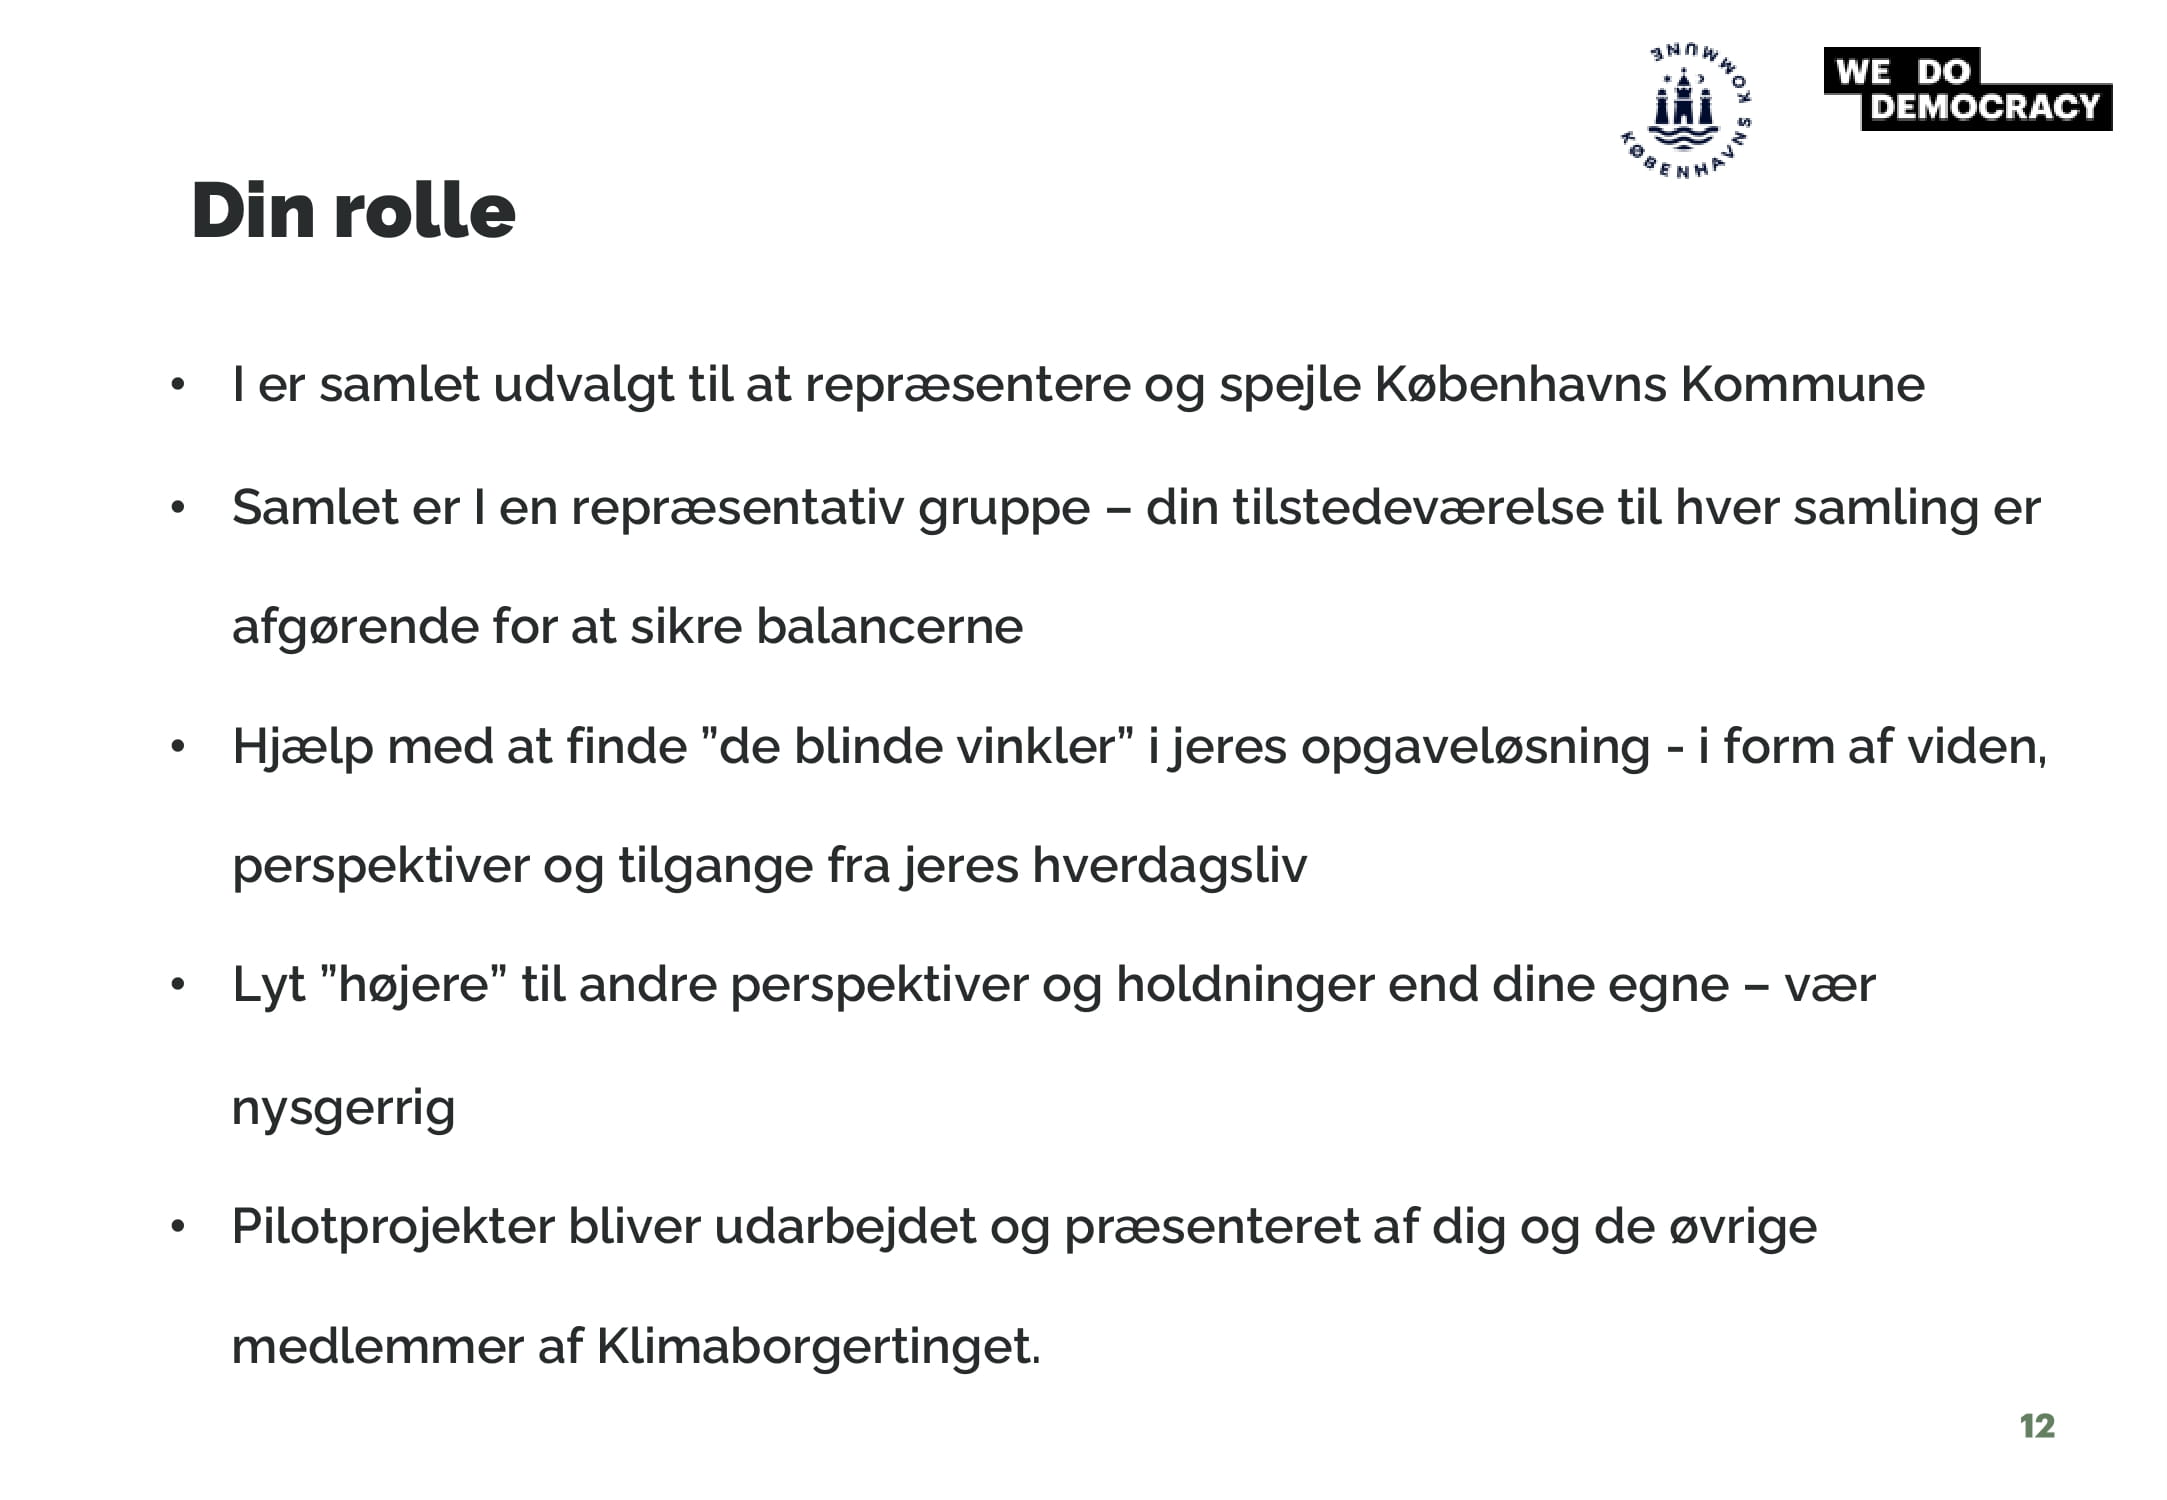 KØBENHAVNS KOMMUNE
WE DO
DEMOCRACY
Din rolle
• I er samlet udvalgt til at repræsentere og spejle Københavns Kommune
• Samlet er I en repræsentativ gruppe – din tilstedeværelse til hver samling er
afgørende for at sikre balancerne
• Hjælp med at finde ”de blinde vinkler” i jeres opgaveløsning - i form af viden,
perspektiver og tilgange fra jeres hverdagsliv
• Lyt ”højere” til andre perspektiver og holdninger end dine egne – vær
nysgerrig
• Pilotprojekter bliver udarbejdet og præsenteret af dig og de øvrige
medlemmer af Klimaborgertinget.
12